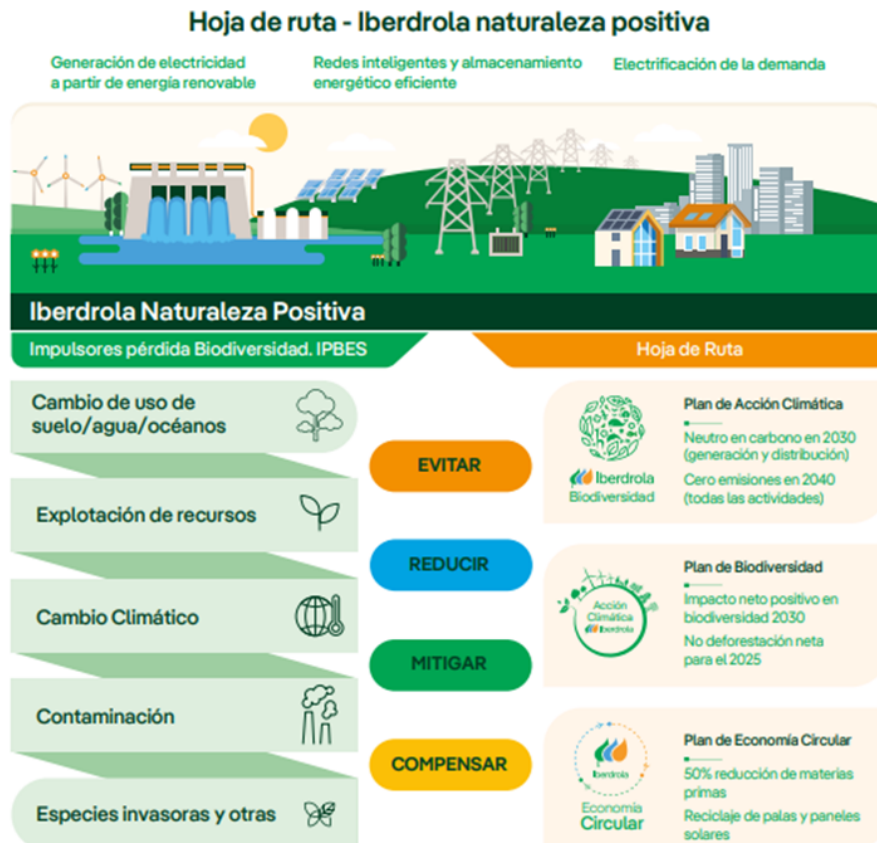 Hoja de ruta - Iberdrola naturaleza positiva
Generación de electricidad
a partir de energía renovable
Redes inteligentes y almacenamiento
energético eficiente
Electrificación de la demanda
Iberdrola Naturaleza Positiva
Impulsores pérdida Biodiversidad. IPBES
Hoja de Ruta
Cambio de uso de
suelo/agua/océanos
Explotación de recursos
Cambio Climático
Contaminación
Especies invasoras y otras
EVITAR
REDUCIR
MITIGAR
COMPENSAR
Iberdrola
Biodiversidad
Plan de Acción Climática
Neutro en carbono en 2030
(generación y distribución)
Cero emisiones en 2040
(todas las actividades)
Acción
Climática
Iberdrola
Plan de Biodiversidad
Impacto neto positivo en
biodiversidad 2030
No deforestación neta
para el 2025
Iberdrola
Economía
Circular
Plan de Economía Circular
50% reducción de materias
primas
Reciclaje de palas y paneles
solares